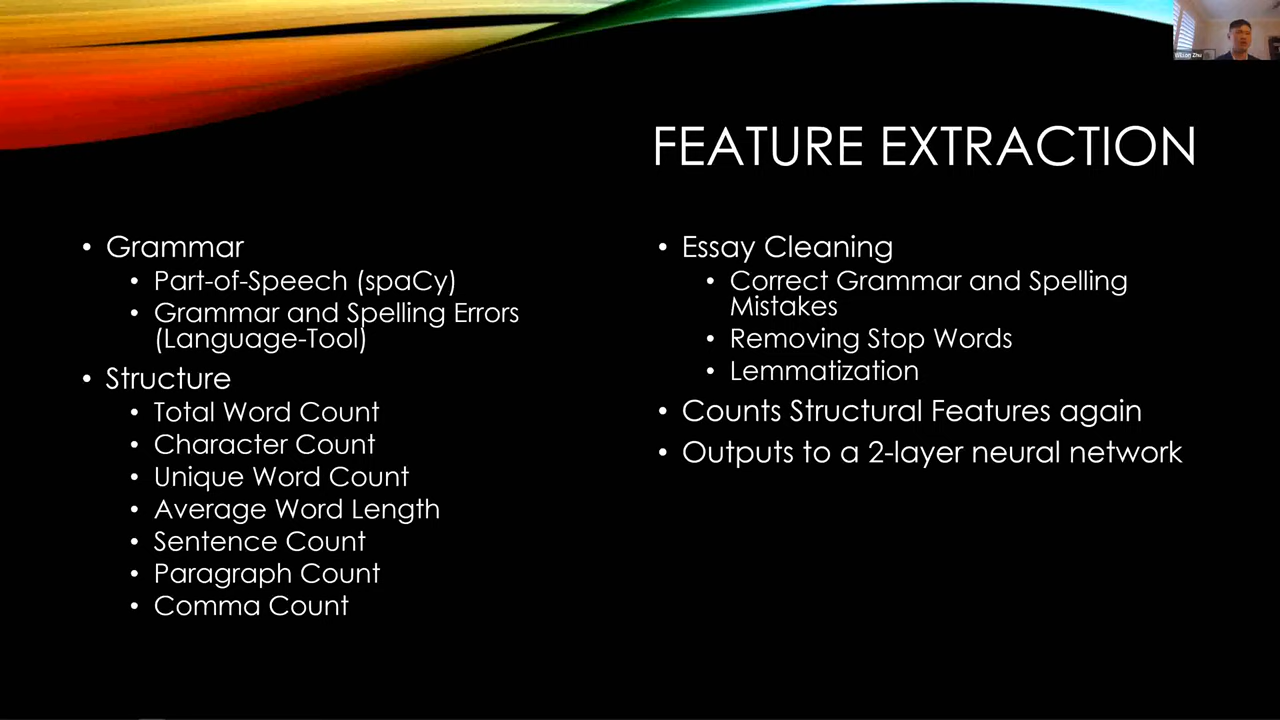 FEATURE EXTRACTION
• Grammar
• Part-of-Speech (spaCy)
• Grammar and Spelling Errors
(Language-Tool)
• Structure
• Total Word Count
• Character Count
• Unique Word Count
• Average Word Length
• Sentence Count
• Paragraph Count
• Comma Count
• Essay Cleaning
• Correct Grammar and Spelling
Mistakes
• Removing Stop Words
• Lemmatization
• Counts Structural Features again
• Outputs to a 2-layer neural network
Zhu